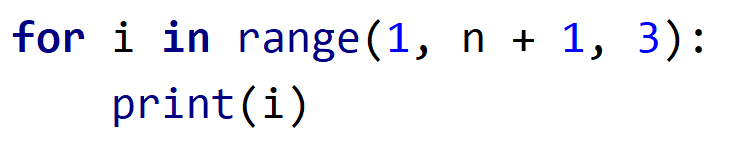 for i in range(1, n + 1, 3):
    print(i)